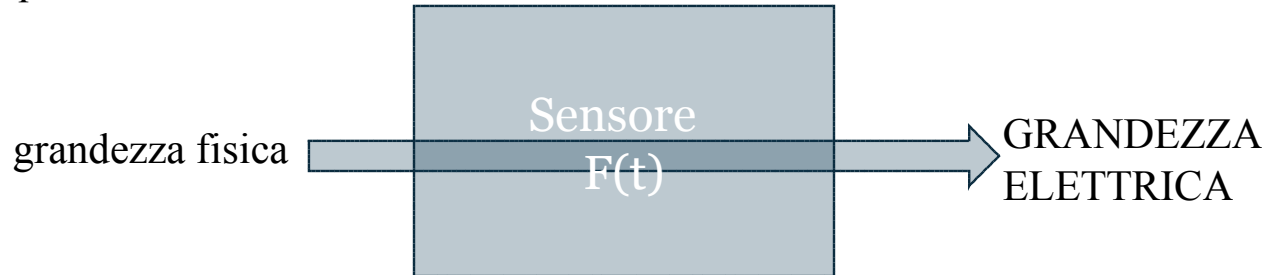 Sensore
grandezza fisica
F(t)
GRANDEZZA
ELETTRICA